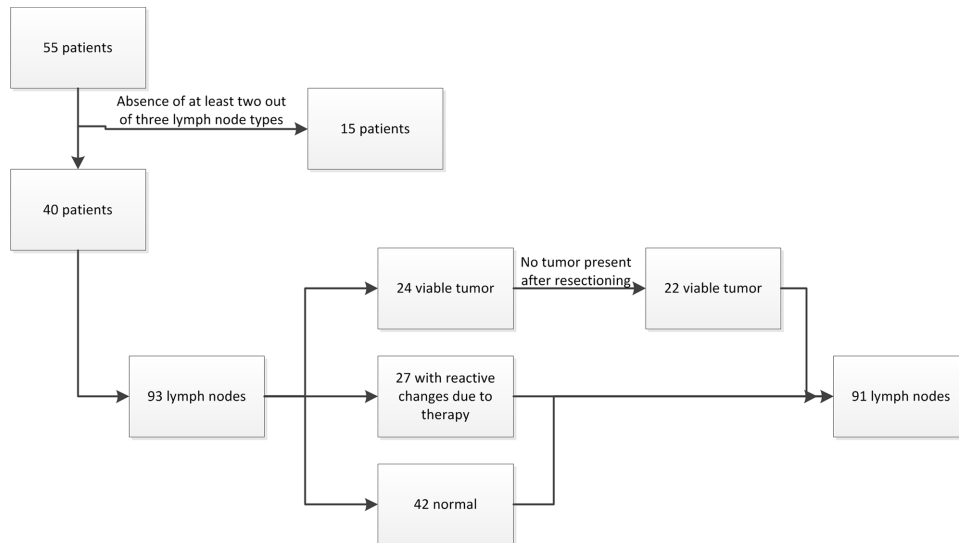 55 patients
Absence of at least two out
of three lymph node types
15 patients
40 patients
24 viable tumor
No tumor present
after resectioning
22 viable tumor
93 lymph nodes
27 with reactive
changes due to
therapy
91 lymph nodes
42 normal